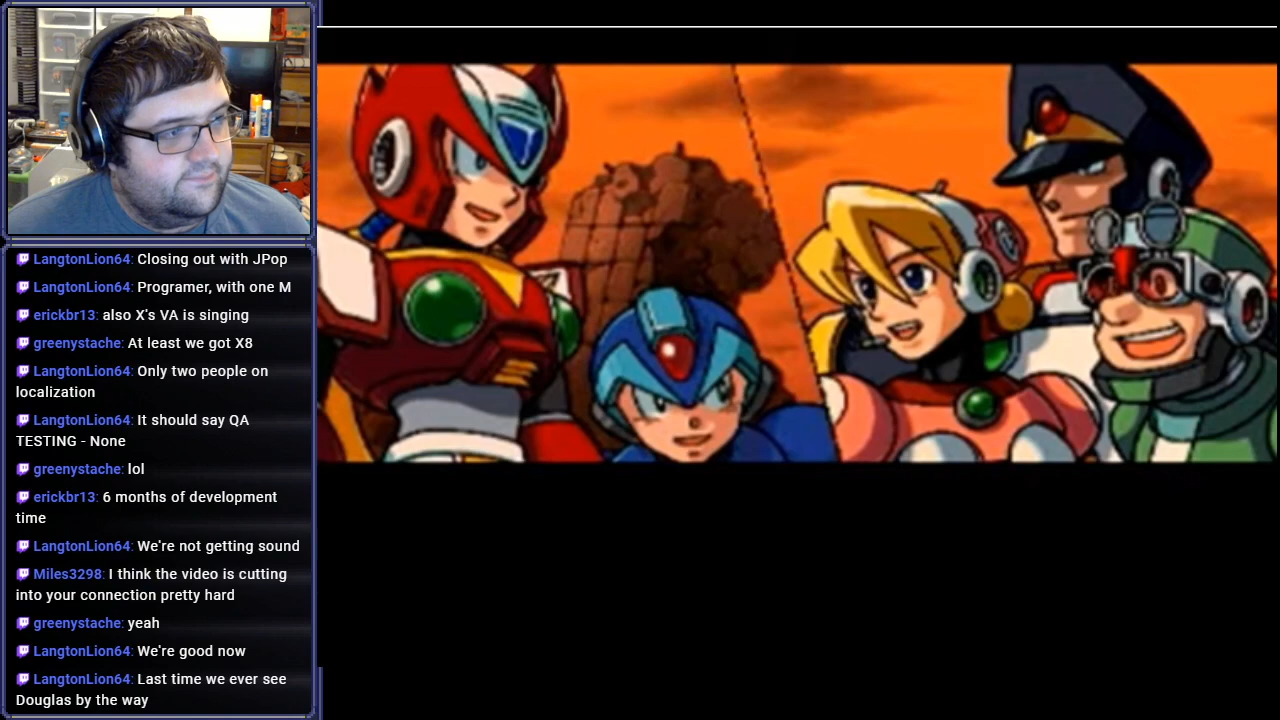 LangtonLion64: Closing out with JPop
LangtonLion64: Programer, with one M
erickbr13: also X's VA is singing
greenystache: At least we got X8
LangtonLion64: Only two people on
localization
LangtonLion64: It should say QA
TESTING - None
greenystache: lol
erickbr13: 6 months of development
time
LangtonLion64: We're not getting sound
Miles3298: I think the video is cutting
into your connection pretty hard
greenystache: yeah
LangtonLion64: We're good now
LangtonLion64: Last time we ever see
Douglas by the way